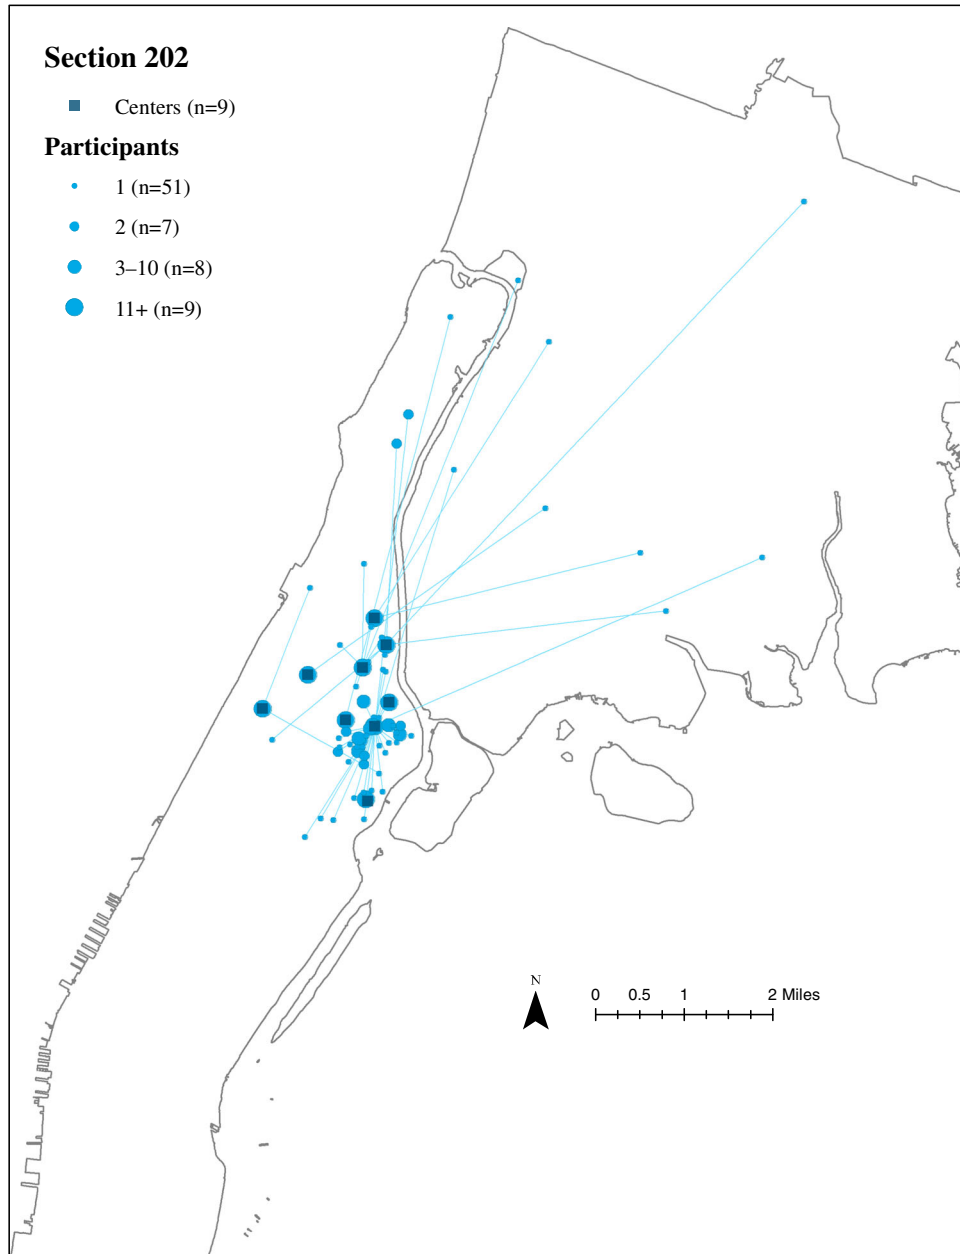 Section 202
Centers (n=9)
Participants
1 (n=51)
2 (n=7)
3–10 (n=8)
11+ (n=9)
N
0 0.5 1 2 Miles